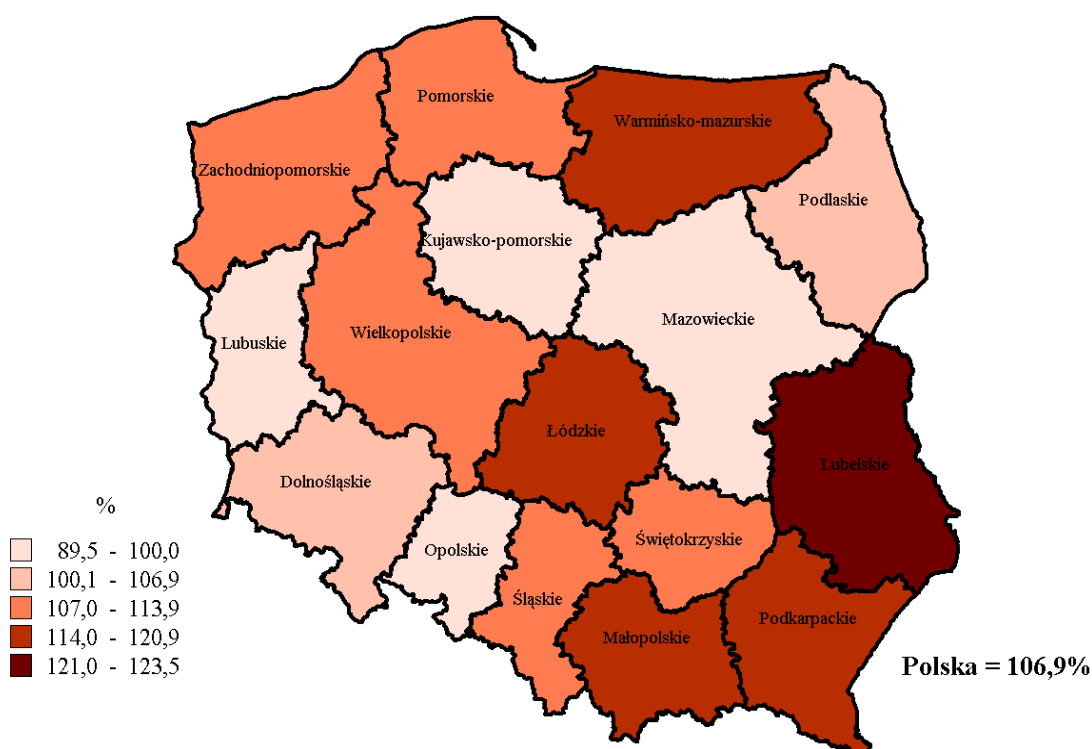 Pomorskie
Warmińsko-mazurskie
Zachodniopomorskie
Podlaskie
Kujawsko-pomorskie
Mazowieckie
Wielkopolskie
Lubuskie
Łódzkie
Lubelskie
Dolnośląskie
Świętokrzyskie
Opolskie
Śląskie
Podkarpackie
Małopolskie
%
89,5 - 100,0
100,1 - 106,9
107,0 - 113,9
114,0 - 120,9
121,0 - 123,5
Polska = 106,9%